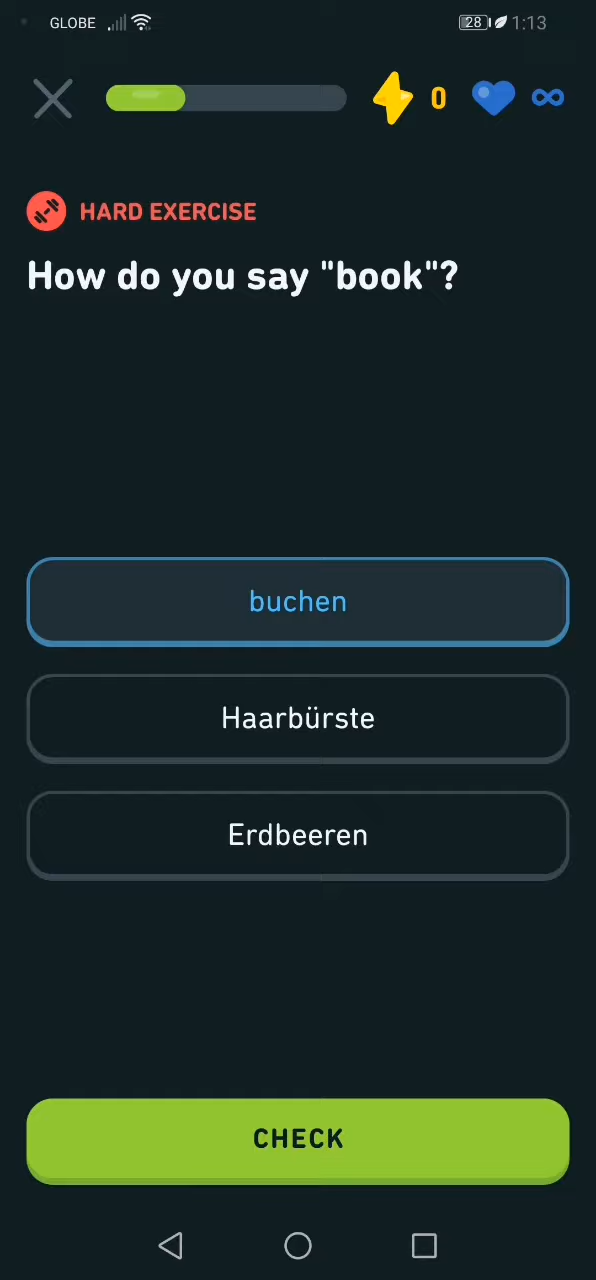 GLOBE 28 1:13
0 ∞
HARD EXERCISE
How do you say "book"?
buchen
Haarbürste
Erdbeeren
CHECK